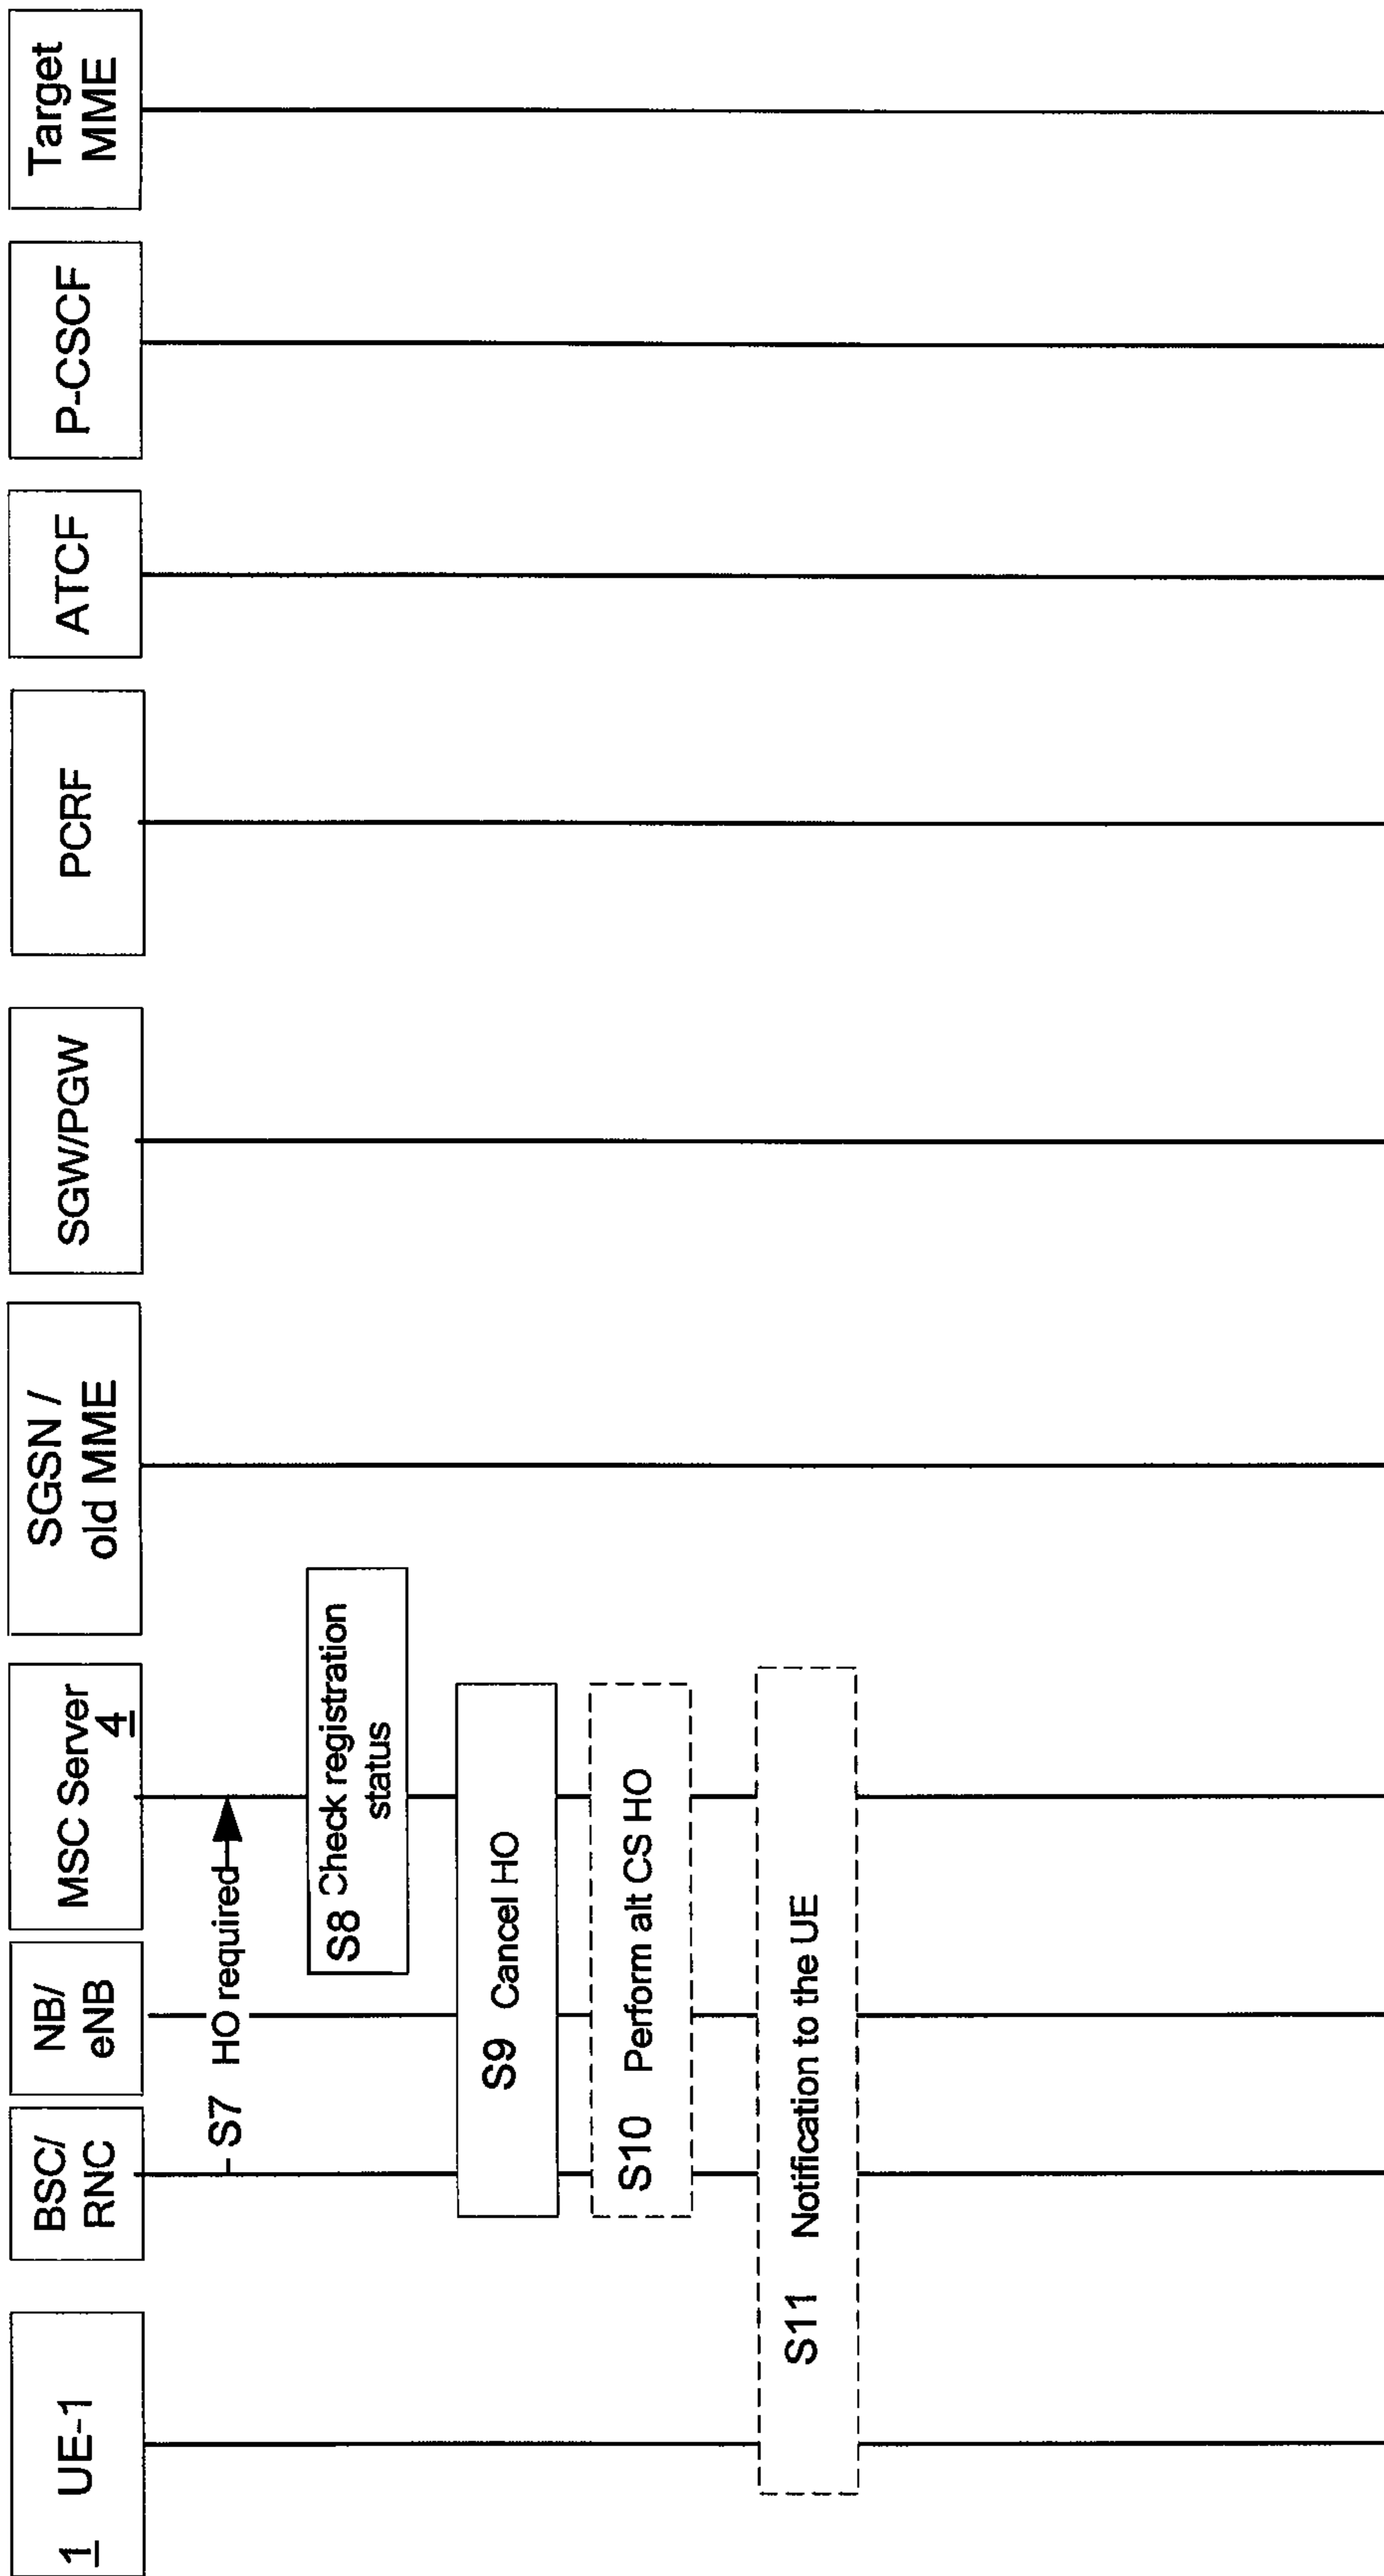 1 UE-1
BSC/
RNC
NB/
eNB
MSC Server
4
SGSN /
old MME
SGW/PGW
PCRF
ATCF
P-CSCF
Target
MME
S7 HO required
S8 Check registration
status
S9 Cancel HO
S10 Perform alt CS HO
S11 Notification to the UE